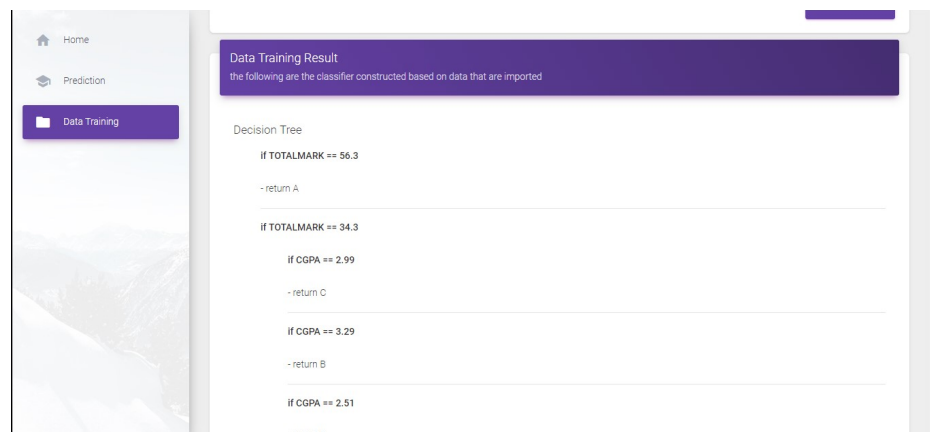 Home
Prediction
Data Training
Data Training Result
the following are the classifier constructed based on data that are imported
Decision Tree
if TOTALMARK == 56.3
- return A
if TOTALMARK == 34.3
if CGPA == 2.99
- return C
if CGPA == 3.29
- return B
if CGPA == 2.51